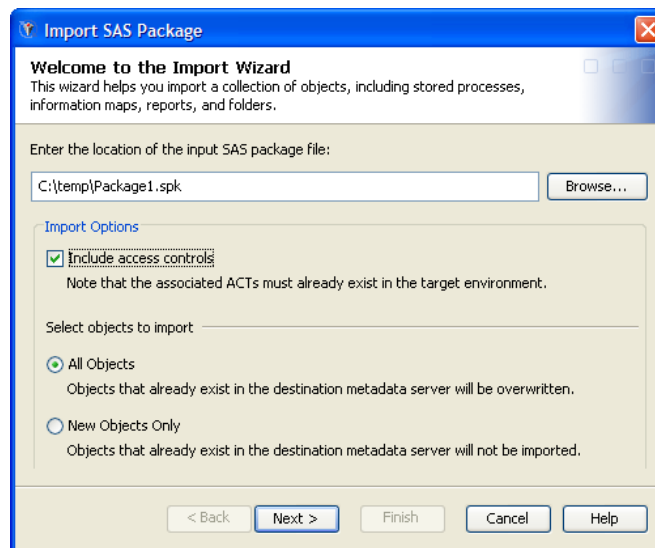 Import SAS Package
Welcome to the Import Wizard
This wizard helps you import a collection of objects, including stored processes,
information maps, reports, and folders.
Enter the location of the input SAS package file:
C:\temp\Package1.spk
Browse...
Import Options
Include access controls
Note that the associated ACTs must already exist in the target environment.
Select objects to import
All Objects
Objects that already exist in the destination metadata server will be overwritten.
New Objects Only
Objects that already exist in the destination metadata server will not be imported.
< Back Next > Finish Cancel Help